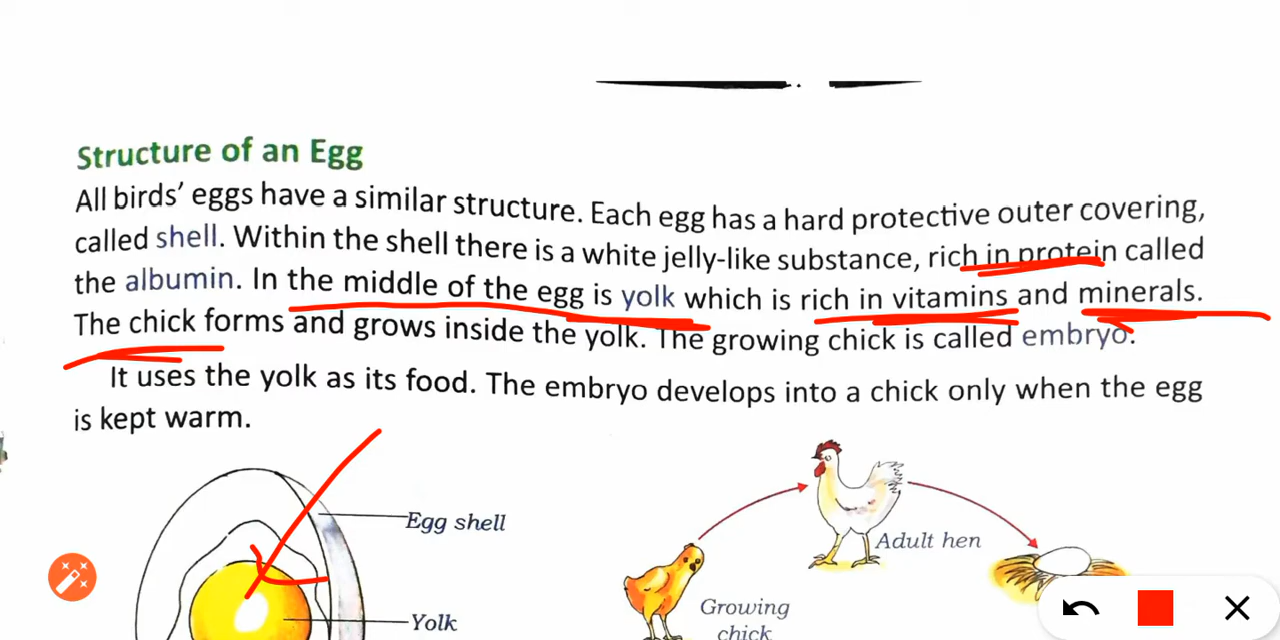 Structure of an Egg
All birds’ eggs have a similar structure. Each egg has a hard protective outer covering,
called shell. Within the shell there is a white jelly-like substance, rich in protein called
the albumin. In the middle of the egg is yolk which is rich in vitamins and minerals.
The chick forms and grows inside the yolk. The growing chick is called embryo.
It uses the yolk as its food. The embryo develops into a chick only when the egg
is kept warm.
Egg shell
Adult hen
Growing
chick
Yolk